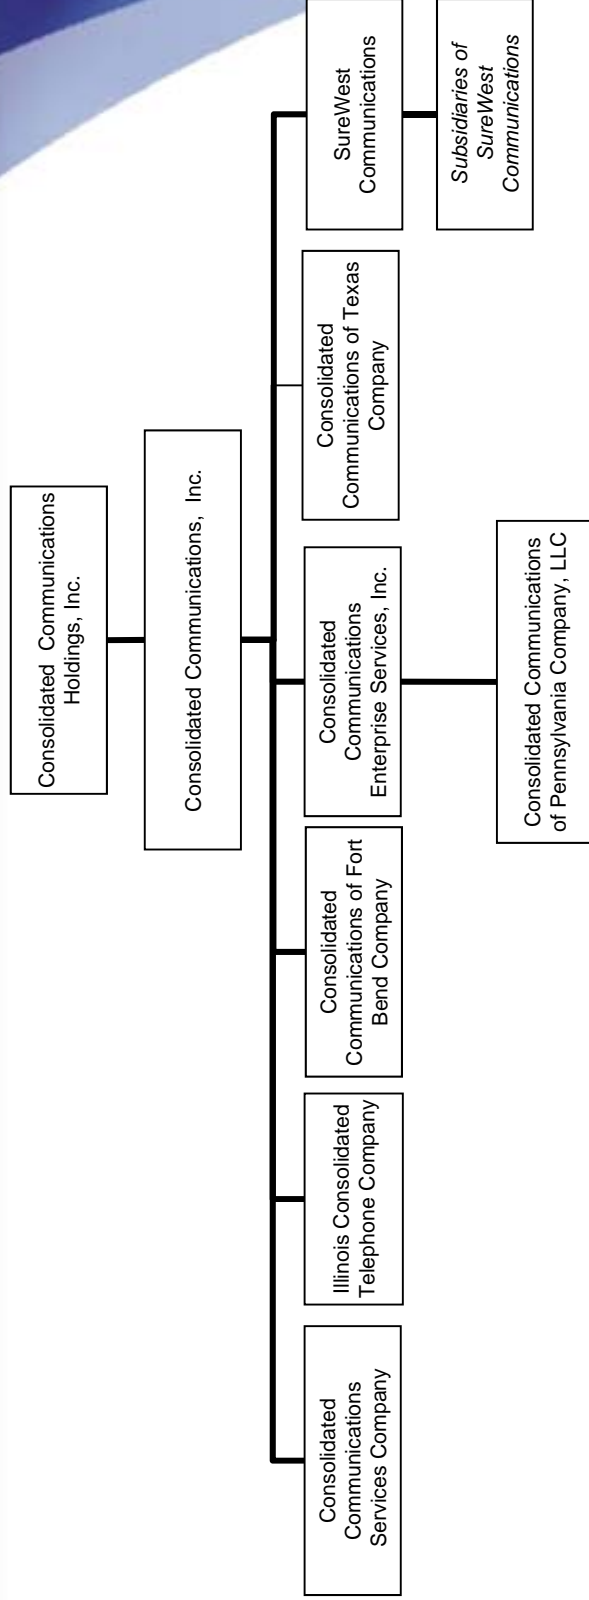 Consolidated Communications
Holdings, Inc.
Consolidated Communications, Inc.
Consolidated
Communications
Services Company
Illinois Consolidated
Telephone Company
Consolidated
Communications of Fort
Bend Company
Consolidated
Communications
Enterprise Services, Inc.
Consolidated
Communications of Texas
Company
SureWest
Communications
Consolidated Communications
of Pennsylvania Company, LLC
Subsidiaries of
SureWest
Communications